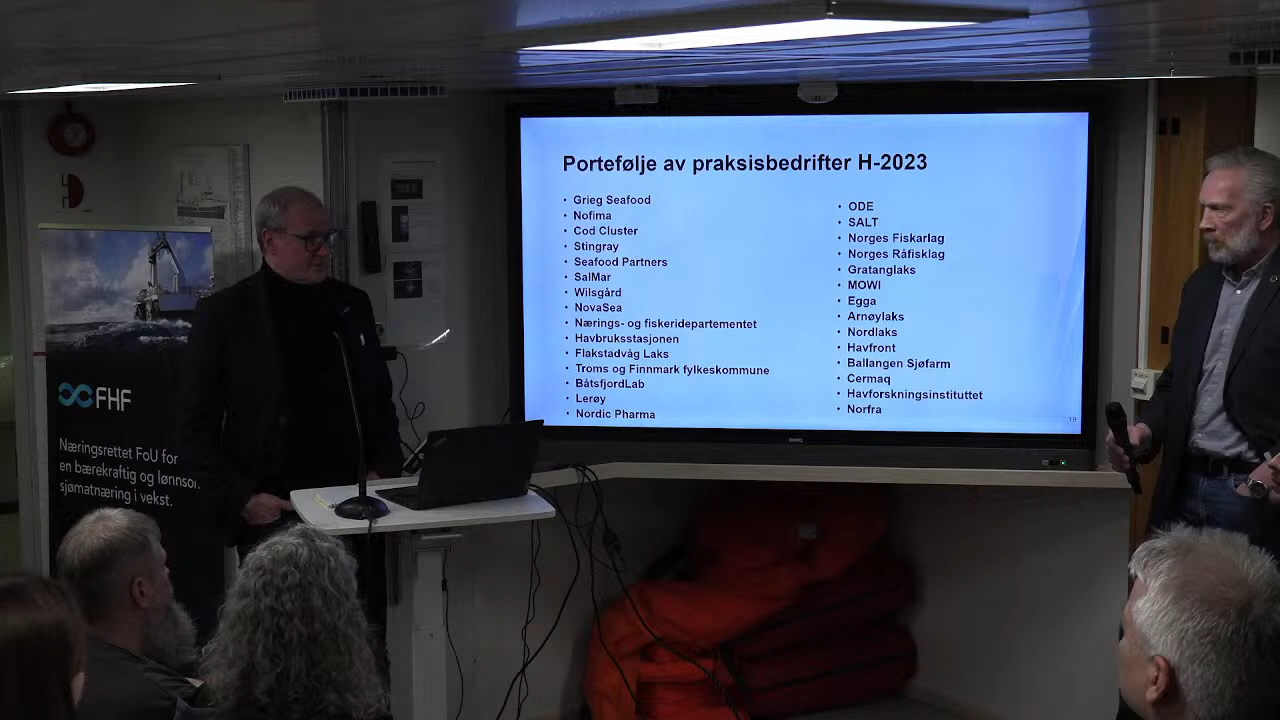 Portefølje av praksisbedrifter H-2023
• Grieg Seafood
• Nofima
• Cod Cluster
• Stingray
• Seafood Partners
• SalMar
• Wilsgård
• NovaSea
• Nærings- og fiskeridepartementet
• Havbruksstasjonen
• Flakstadvåg Laks
• Troms og Finnmark fylkeskommune
• BåtsfjordLab
• Lerøy
• Nordic Pharma
• ODE
• SALT
• Norges Fiskarlag
• Norges Råfisklag
• Gratanglaks
• MOWI
• Egga
• Arnøylaks
• Nordlaks
• Havfront
• Ballangen Sjøfarm
• Cermaq
• Havforskningsinstituttet
• Norfra
19
BenQ
FHF
Næringsrettet FoU for
en bærekraftig og lønnsom
sjømatnæring i vekst.